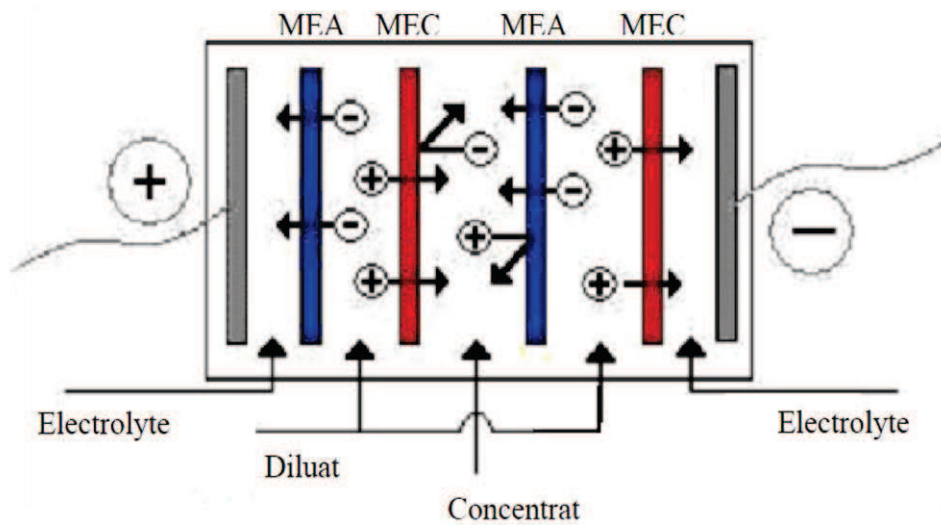 MEA MEC MEA MEC
+
−
Electrolyte
Electrolyte
Diluat
Concentrat